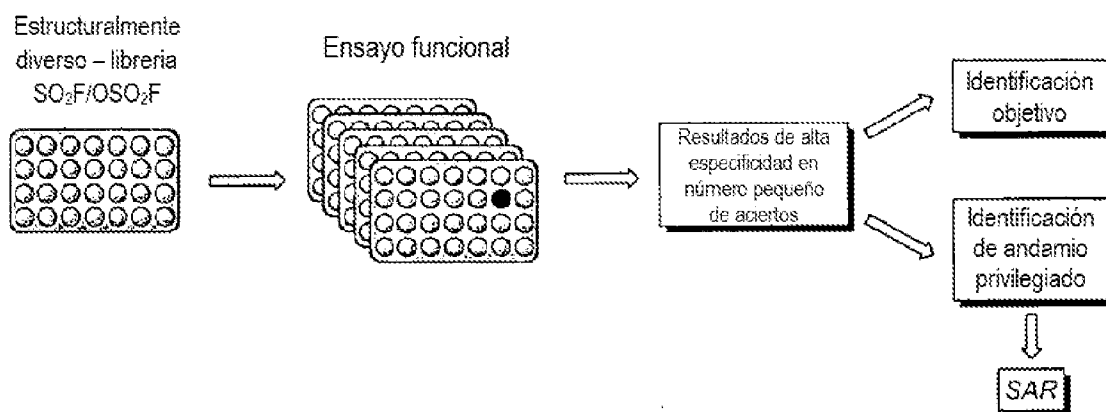 Estructuralmente
diverso – libreria
SO₂F/OSO₂F
Ensayo funcional
Resultados de alta
especificidad en
número pequeño
de aciertos
Identificación
objetivo
Identificación
de andamio
privilegiado
SAR